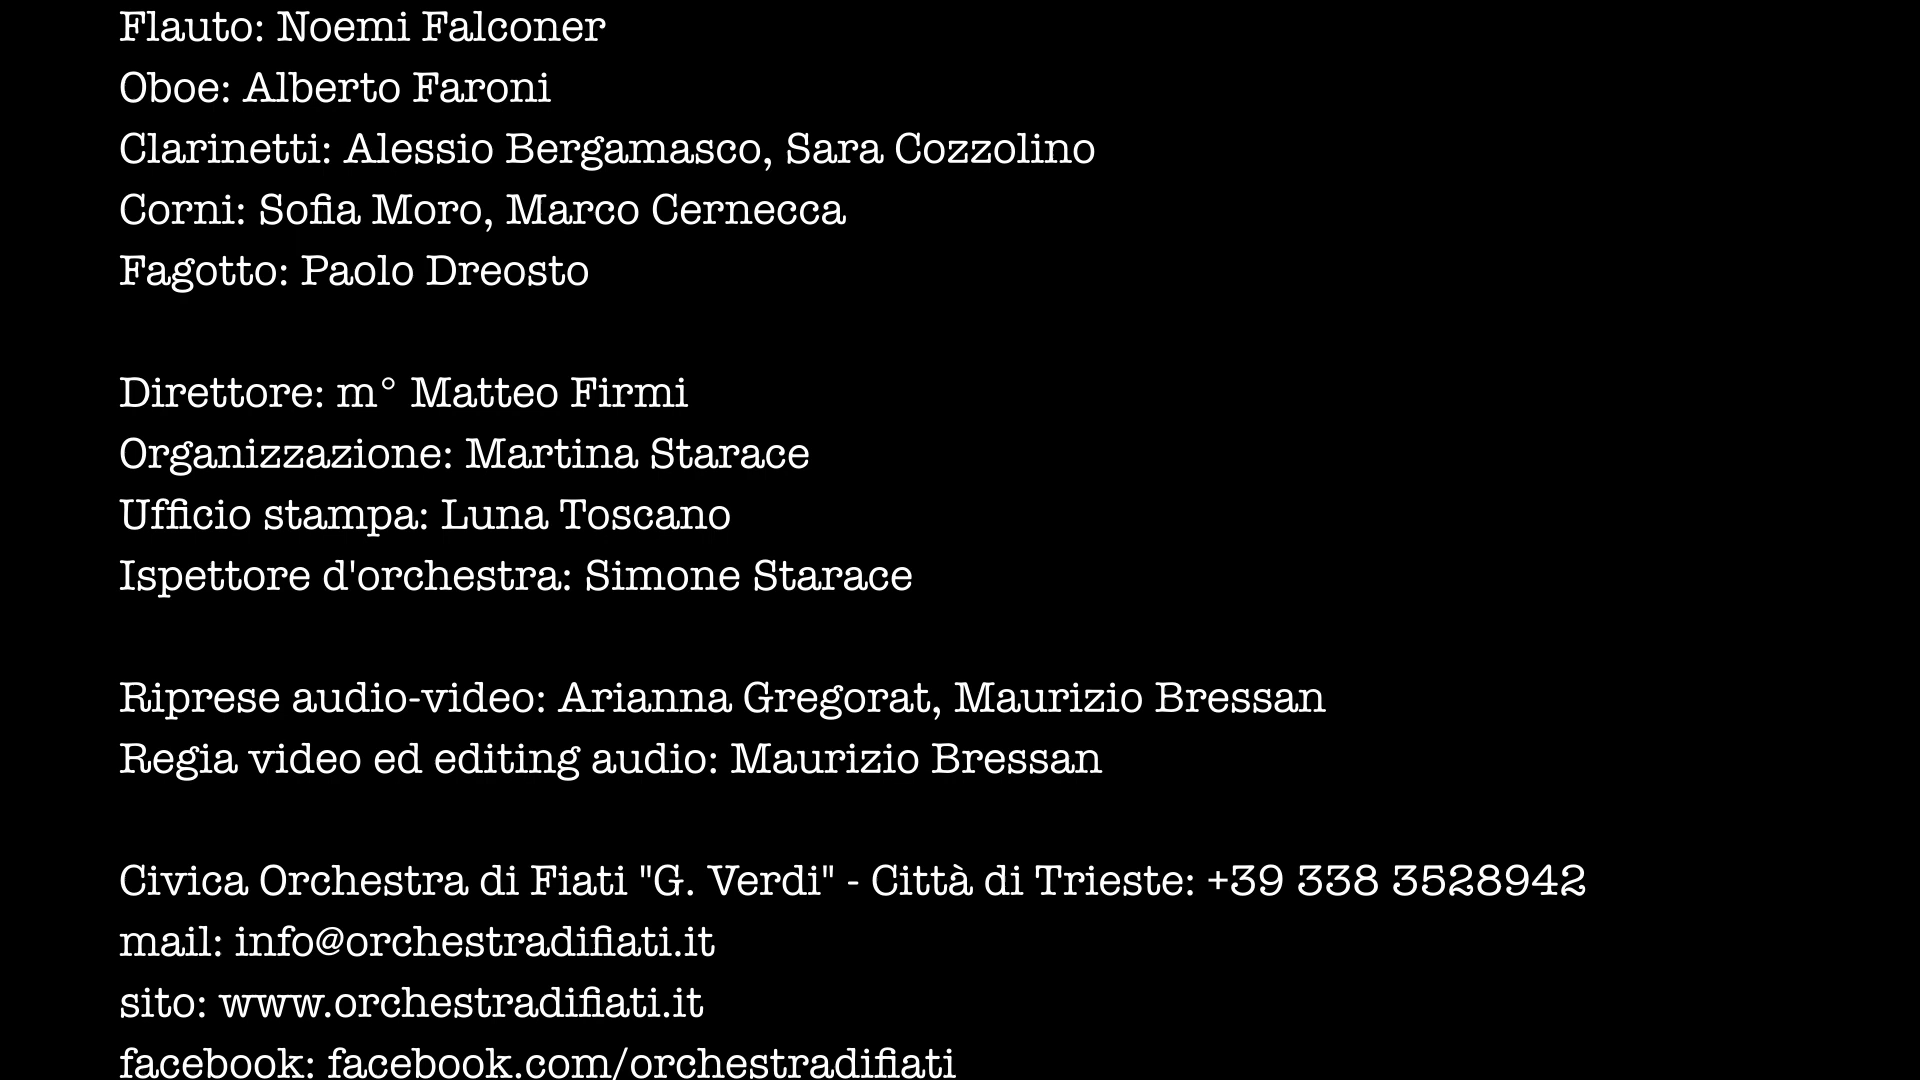 Flauto: Noemi Falconer
Oboe: Alberto Faroni
Clarinetti: Alessio Bergamasco, Sara Cozzolino
Corni: Sofia Moro, Marco Cernecca
Fagotto: Paolo Dreosto
Direttore: m° Matteo Firmi
Organizzazione: Martina Starace
Ufficio stampa: Luna Toscano
Ispettore d'orchestra: Simone Starace
Riprese audio-video: Arianna Gregorat, Maurizio Bressan
Regia video ed editing audio: Maurizio Bressan
Civica Orchestra di Fiati "G. Verdi" - Città di Trieste: +39 338 3528942
mail: info@orchestradifiati.it
sito: www.orchestradifiati.it
facebook: facebook.com/orchestradifiati